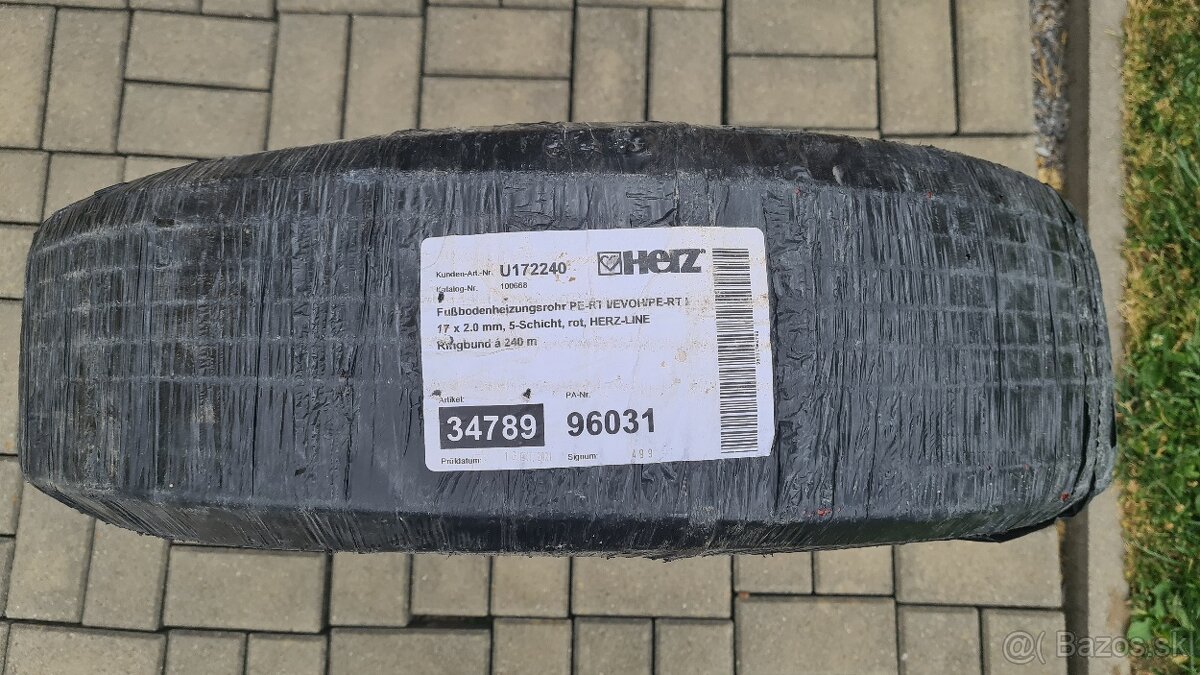 Kunden-Art.-Nr. U172240
HERZ
Katalog-Nr. 100668
Fußbodenheizungsrohr PE-RT I/EVOH/PE-RT I
17 x 2.0 mm, 5-Schicht, rot, HERZ-LINE
Ringbund á 240 m
Artikel: PA-Nr.
34789 96031
Prüfdatum: Signum: 499
@( Bazos.sk